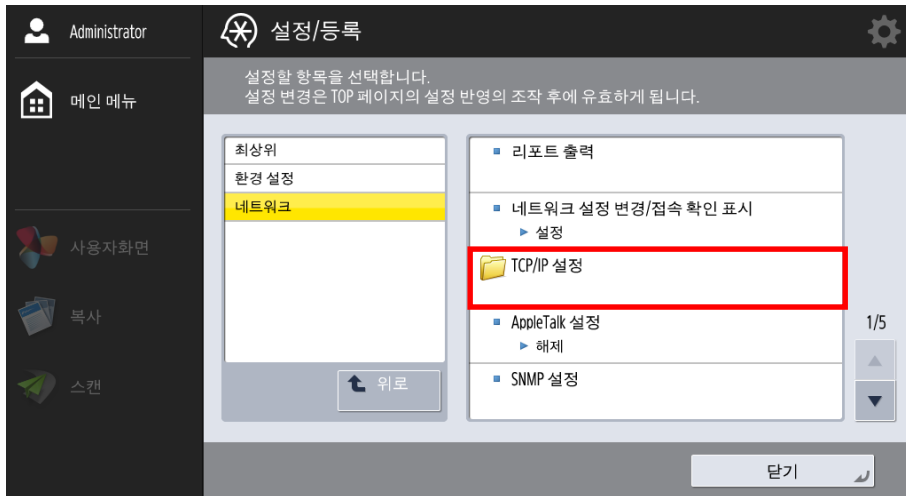 Administrator
설정/등록
설정할 항목을 선택합니다.
설정 변경은 TOP 페이지의 설정 반영의 조작 후에 유효하게 됩니다.
메인 메뉴
사용자화면
복사
스캔
최상위
환경 설정
네트워크
위로
리포트 출력
네트워크 설정 변경/접속 확인 표시
설정
TCP/IP 설정
AppleTalk 설정
해제
SNMP 설정
1/5
닫기